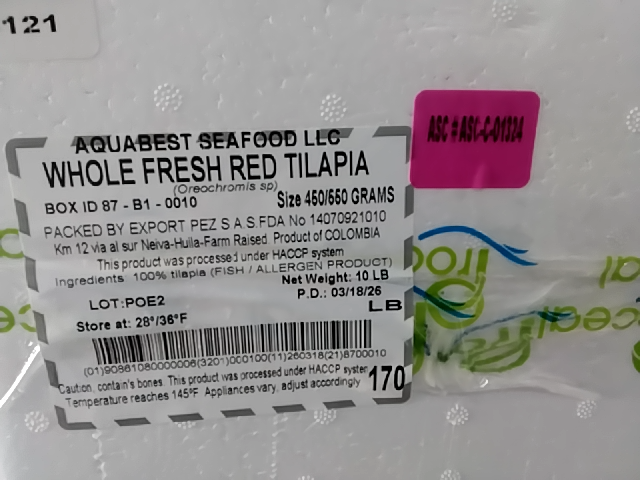 121
ASC # ASC-C-01324
AQUABEST SEAFOOD LLC
WHOLE FRESH RED TILAPIA
(Oreochromis sp)
BOX ID 87 - B1 - 0010 Size 450/550 GRAMS
PACKED BY EXPORT PEZ S A S.FDA No 14070921010
Km 12 via al sur Neiva-Huila-Farm Raised. Product of COLOMBIA
This product was processed under HACCP system
Ingredients: 100% tilapia (FISH / ALLERGEN PRODUCT)
Net Weight: 10 LB
LOT:POE2 P.D.: 03/18/26
LB
Store at: 28°/36°F
(01)90861080000006(3201)000100(11)260318(21)8700010
Caution, contain's bones. This product was processed under HACCP system
Temperature reaches 145°F. Appliances vary, adjust accordingly
170